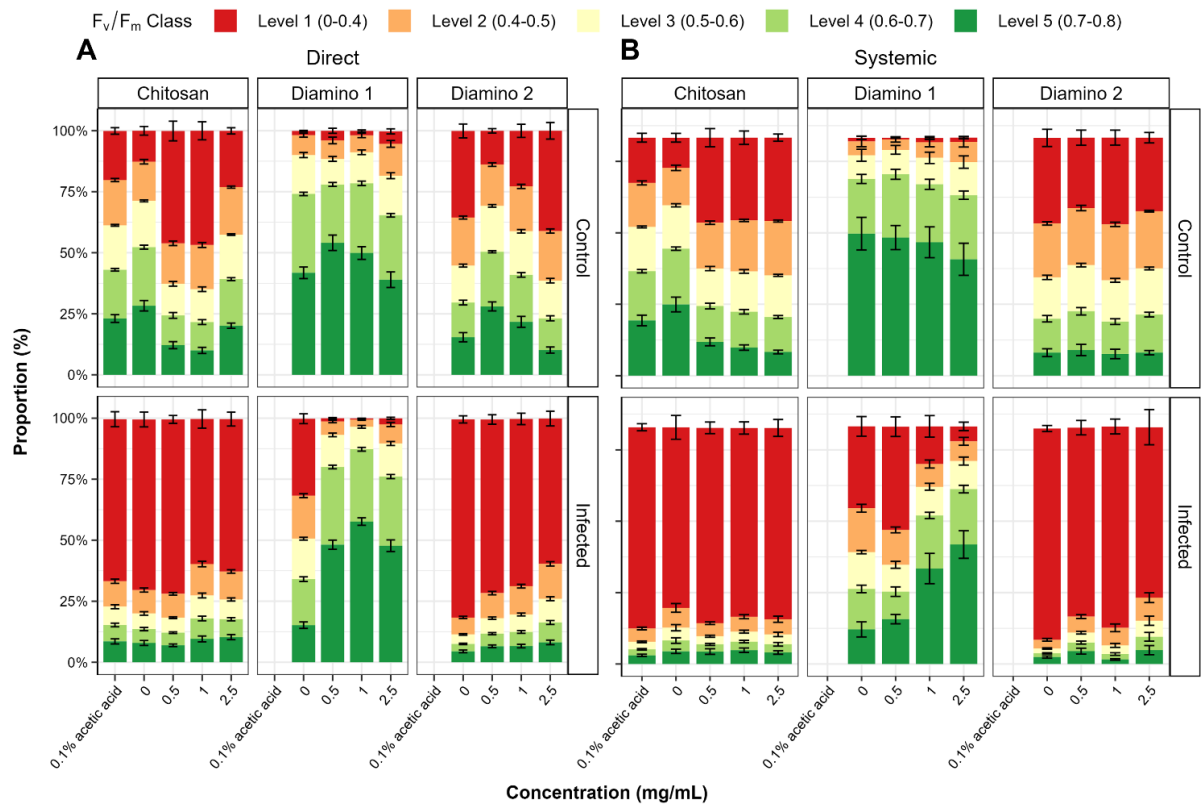 Fv/Fm Class Level 1 (0-0.4) Level 2 (0.4-0.5) Level 3 (0.5-0.6) Level 4 (0.6-0.7) Level 5 (0.7-0.8)
A B
Direct Systemic
Chitosan Diamino 1 Diamino 2 Chitosan Diamino 1 Diamino 2
100%
75%
50%
25%
0%
Control Control
Proportion (%)
100%
75%
50%
25%
0%
Infected Infected
0.1% acetic acid 0 0.5 1 2.5 0.1% acetic acid 0 0.5 1 2.5 0.1% acetic acid 0 0.5 1 2.5 0.1% acetic acid 0 0.5 1 2.5 0.1% acetic acid 0 0.5 1 2.5 0.1% acetic acid 0 0.5 1 2.5
Concentration (mg/mL)